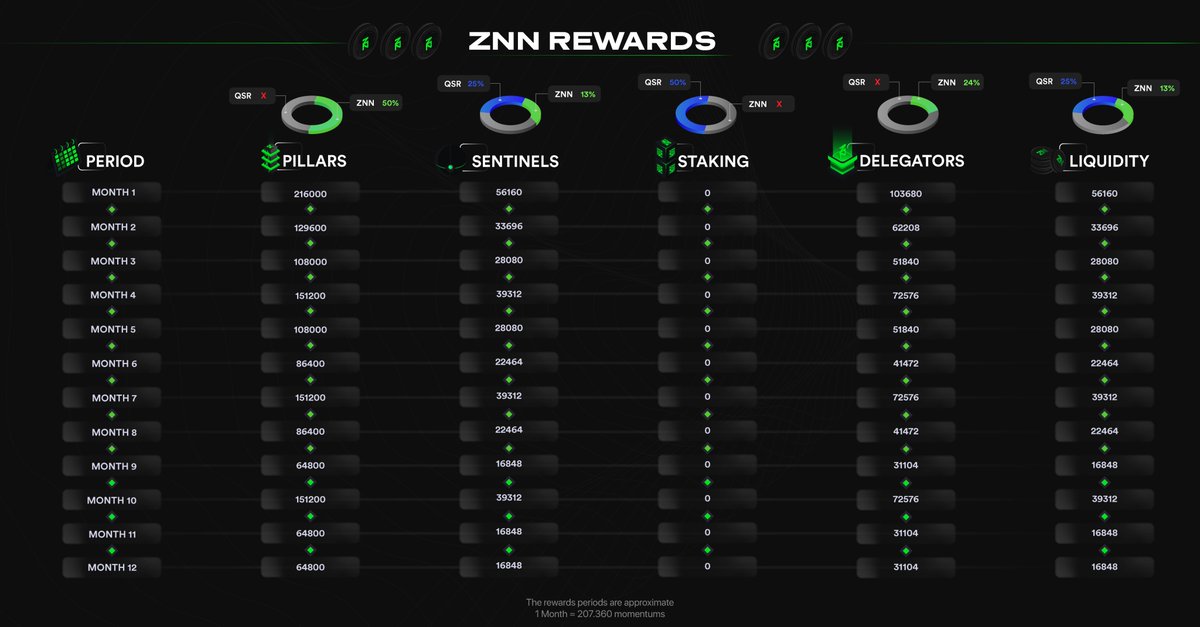 ZNN REWARDS
QSR X ZNN 50%
QSR 25% ZNN 13%
QSR 50% ZNN X
QSR X ZNN 24%
QSR 25% ZNN 13%
PERIOD PILLARS SENTINELS STAKING DELEGATORS LIQUIDITY
MONTH 1 216000 56160 0 103680 56160
MONTH 2 129600 33696 0 62208 33696
MONTH 3 108000 28080 0 51840 28080
MONTH 4 151200 39312 0 72576 39312
MONTH 5 108000 28080 0 51840 28080
MONTH 6 86400 22464 0 41472 22464
MONTH 7 151200 39312 0 72576 39312
MONTH 8 86400 22464 0 41472 22464
MONTH 9 64800 16848 0 31104 16848
MONTH 10 151200 39312 0 72576 39312
MONTH 11 64800 16848 0 31104 16848
MONTH 12 64800 16848 0 31104 16848
The rewards periods are approximate
1 Month = 207.360 momentums